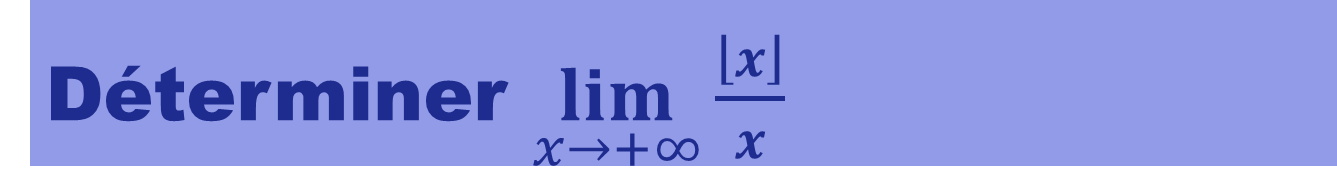 Déterminer lim_{x→+∞} ⌊x⌋/x